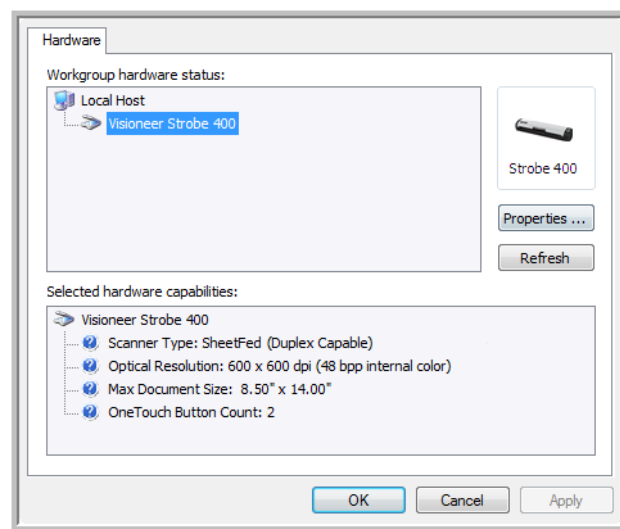 Hardware
Workgroup hardware status:
Local Host
Visioneer Strobe 400
Strobe 400
Properties ...
Refresh
Selected hardware capabilities:
Visioneer Strobe 400
Scanner Type: SheetFed (Duplex Capable)
Optical Resolution: 600 x 600 dpi (48 bpp internal color)
Max Document Size: 8.50" x 14.00"
OneTouch Button Count: 2
OK Cancel Apply